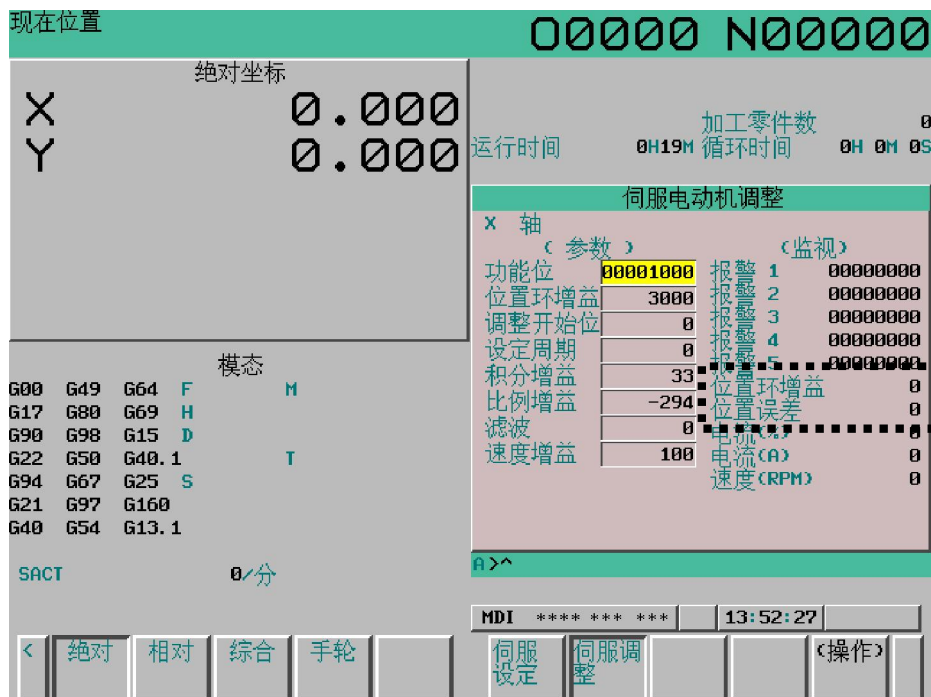 现在位置
O0000 N00000
绝对坐标
X 0.000
Y 0.000
加工零件数 0
运行时间 0H19M 循环时间 0H 0M 0S
伺服电动机调整
X 轴
(参数) (监视)
功能位 00001000 报警 1 00000000
位置环增益 3000 报警 2 00000000
调整开始位 0 报警 3 00000000
设定周期 0 报警 4 00000000
积分增益 33 报警 5 00000000
比例增益 -294 位置环增益 0
滤波 0 位置误差 0
速度增益 100 电流(%) 0
电流(A) 0
速度(RPM) 0
模态
G00 G49 G64 F M
G17 G80 G69 H
G90 G98 G15 D
G22 G50 G40.1 T
G94 G67 G25 S
G21 G97 G160
G40 G54 G13.1
SACT 0/分
A>^
MDI **** *** *** 13:52:27
< 绝对 相对 综合 手轮
伺服设定 伺服调整 (操作)